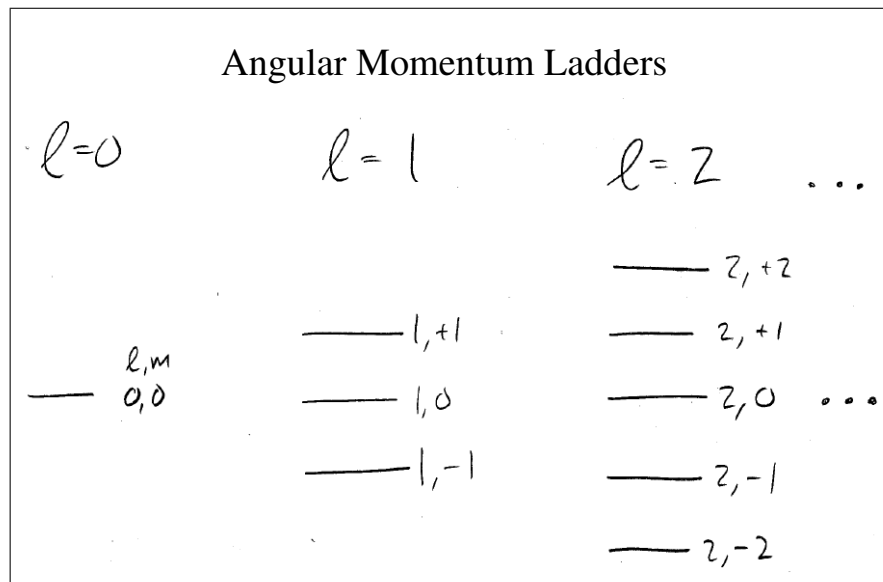 Angular Momentum Ladders
ℓ=0 ℓ=1 ℓ=2 ...
2,+2
1,+1 2,+1
ℓ,m
0,0 1,0 2,0 ...
1,-1 2,-1
2,-2